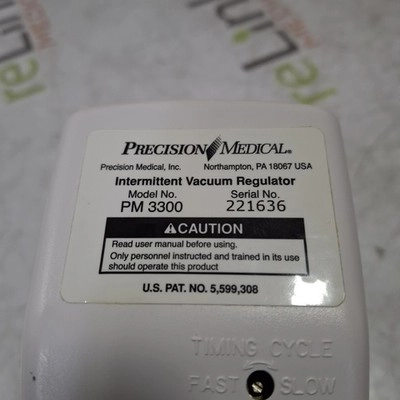 reLink
MEDICAL
PRECISION MEDICAL®
Precision Medical, Inc. Northampton, PA 18067 USA
Intermittent Vacuum Regulator
Model No. Serial No.
PM 3300 221636
CAUTION
Read user manual before using.
Only personnel instructed and trained in its use
should operate this product
U.S. PAT. NO. 5,599,308
TIMING CYCLE
FAST SLOW